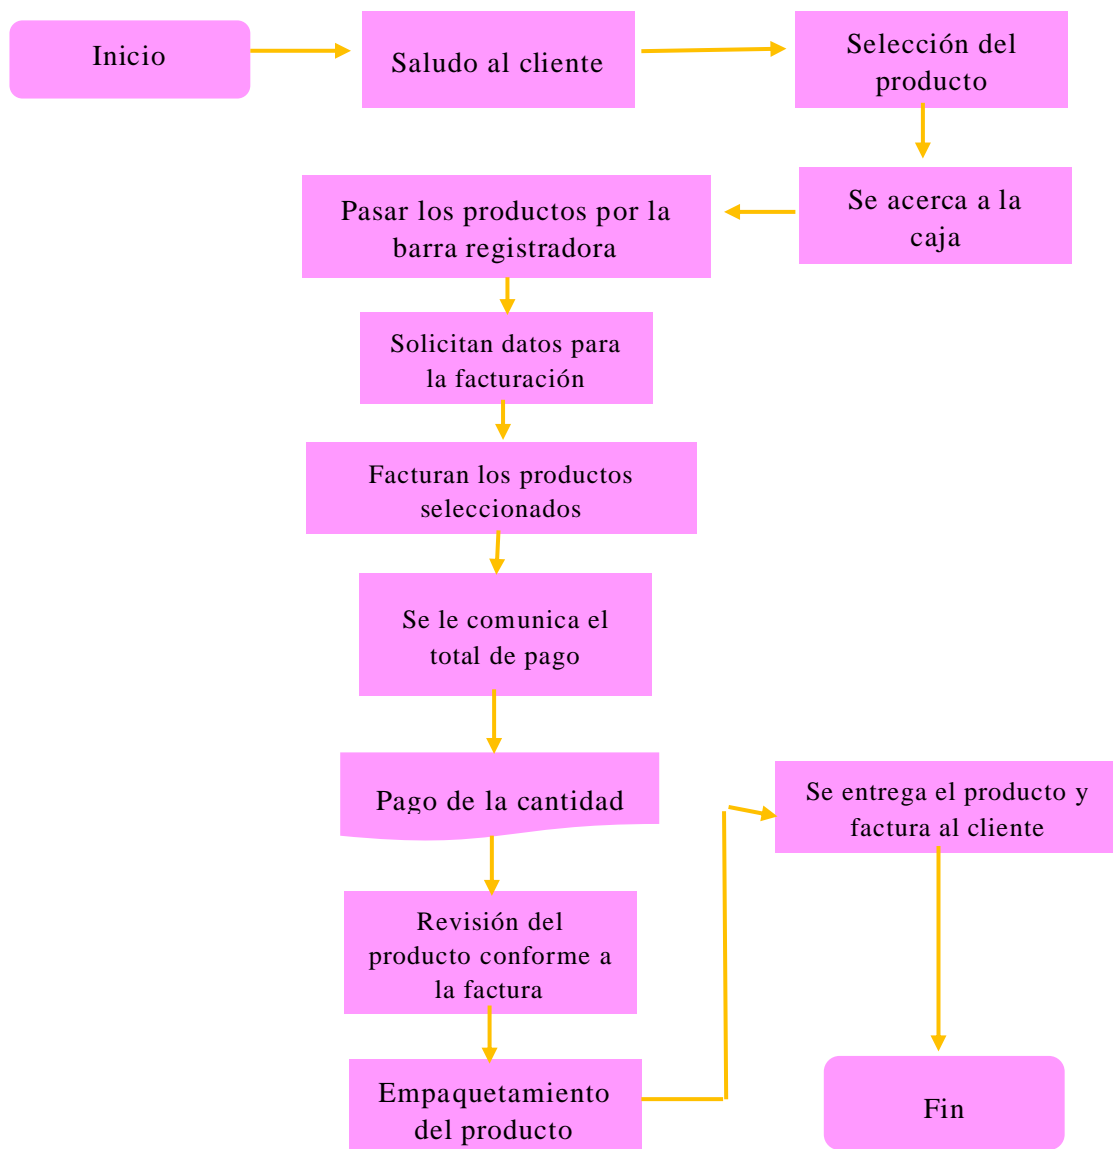 Inicio
Saludo al cliente
Selección del
producto
Se acerca a la
caja
Pasar los productos por la
barra registradora
Solicitan datos para
la facturación
Facturan los productos
seleccionados
Se le comunica el
total de pago
Pago de la cantidad
Revisión del
producto conforme a
la factura
Empaquetamiento
del producto
Se entrega el producto y
factura al cliente
Fin